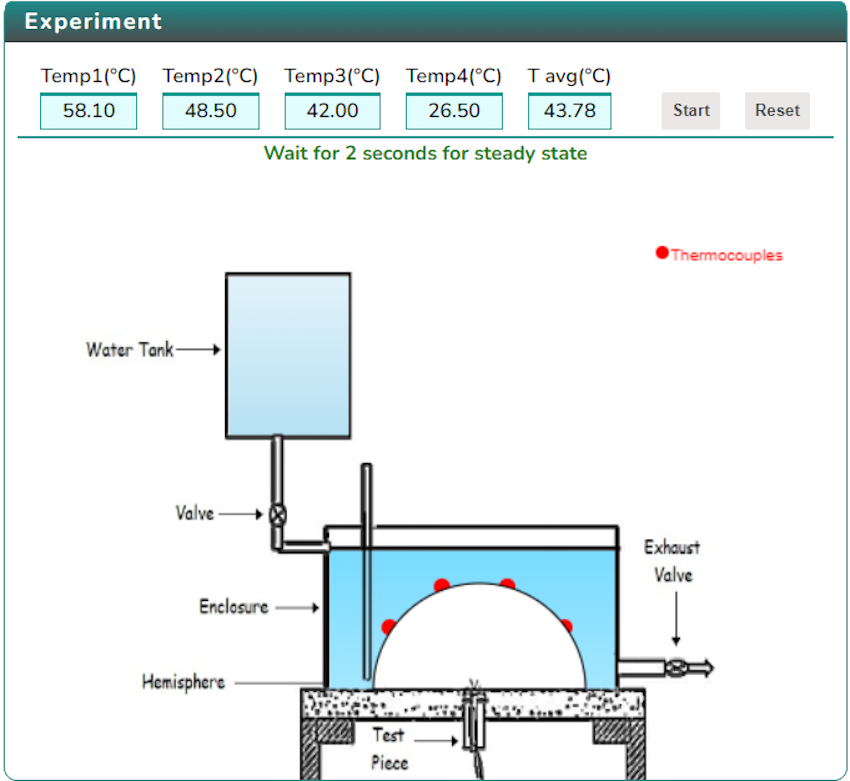 Experiment
Temp1(°C) Temp2(°C) Temp3(°C) Temp4(°C) T avg(°C)
58.10 48.50 42.00 26.50 43.78 Start Reset
Wait for 2 seconds for steady state
Thermocouples
Water Tank
Valve
Exhaust
Valve
Enclosure
Hemisphere
Test
Piece